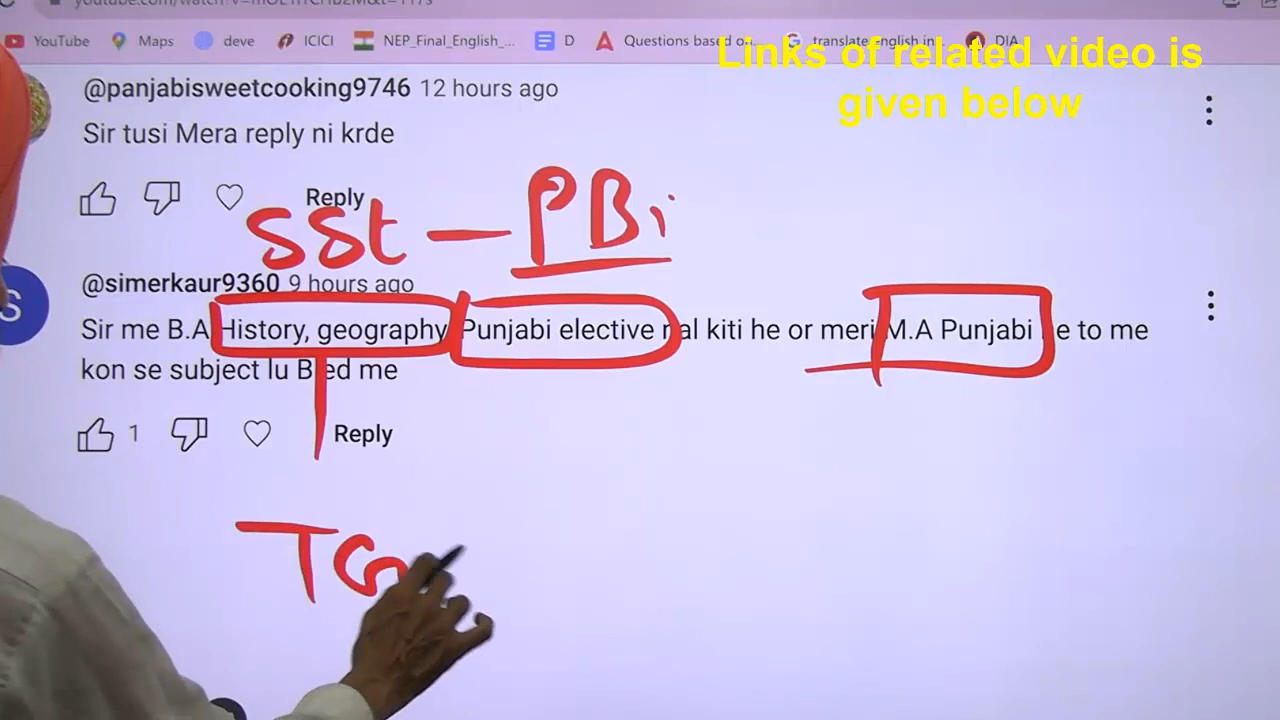 YouTube Maps deve ICICI NEP_Final_English_... D Questions based on... translate English in DIA
Links of related video is
given below
@panjabisweetcooking9746 12 hours ago
Sir tusi Mera reply ni krde
Reply
SSt — PBi
@simerkaur9360 9 hours ago
Sir me B.A History, geography Punjabi elective nal kiti he or meri M.A Punjabi he to me
kon se subject lu B ed me
1 Reply
S